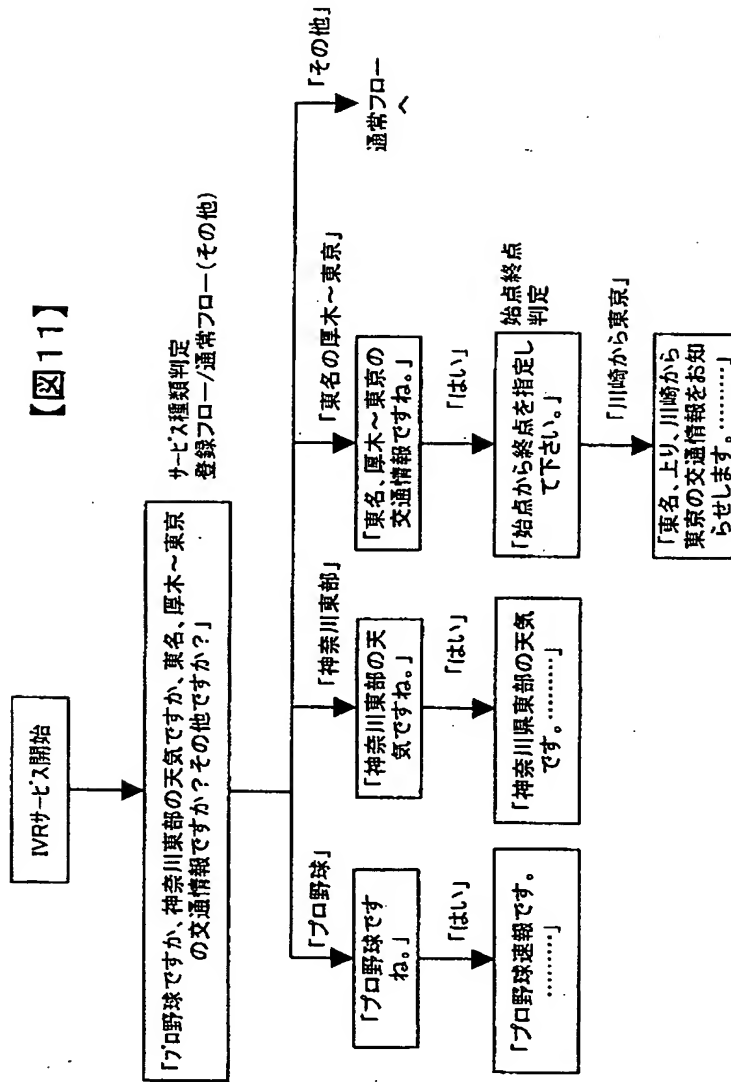 【図11】
IVRサービス開始
サービス種類判定
登録フロー/通常フロー(その他)
「プロ野球ですか、神奈川東部の天気ですか、東名、厚木~東京
の交通情報ですか?その他ですか?」
「プロ野球」
「神奈川東部」
「東名の厚木~東京」
「その他」
「プロ野球です
ね。」
「神奈川東部の天
気ですね。」
「東名、厚木~東京の
交通情報ですね。」
通常フロー
へ
「はい」
「はい」
「はい」
始点終点
判定
「プロ野球速報です。
………」
「神奈川県東部の天気
です。………」
「始点から終点を指定し
て下さい。」
「川崎から東京」
「東名、上り、川崎から
東京の交通情報をお知
らせします。………」